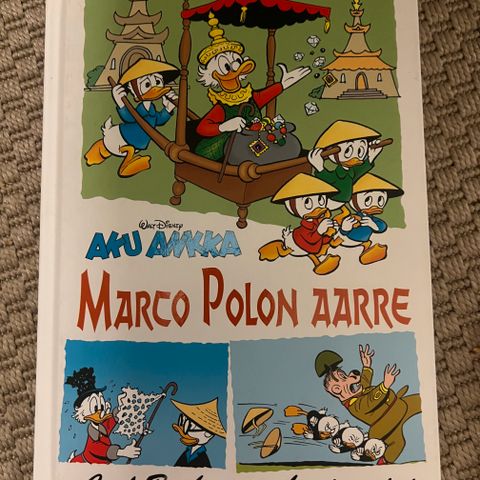 WALT DISNEY
AKU ANKKA
MARCO POLON AARRE